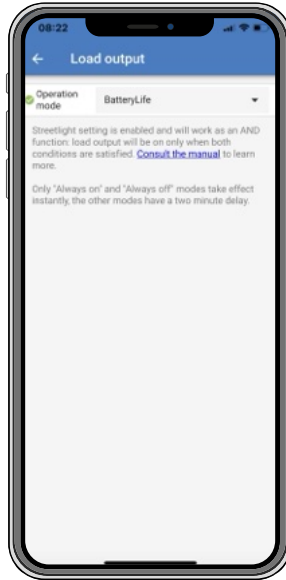 08:22
Load output
Operation
mode
BatteryLife
Streetlight setting is enabled and will work as an AND
function: load output will be on only when both
conditions are satisfied. Consult the manual to learn
more.
Only "Always on" and "Always off" modes take effect
instantly, the other modes have a two minute delay.